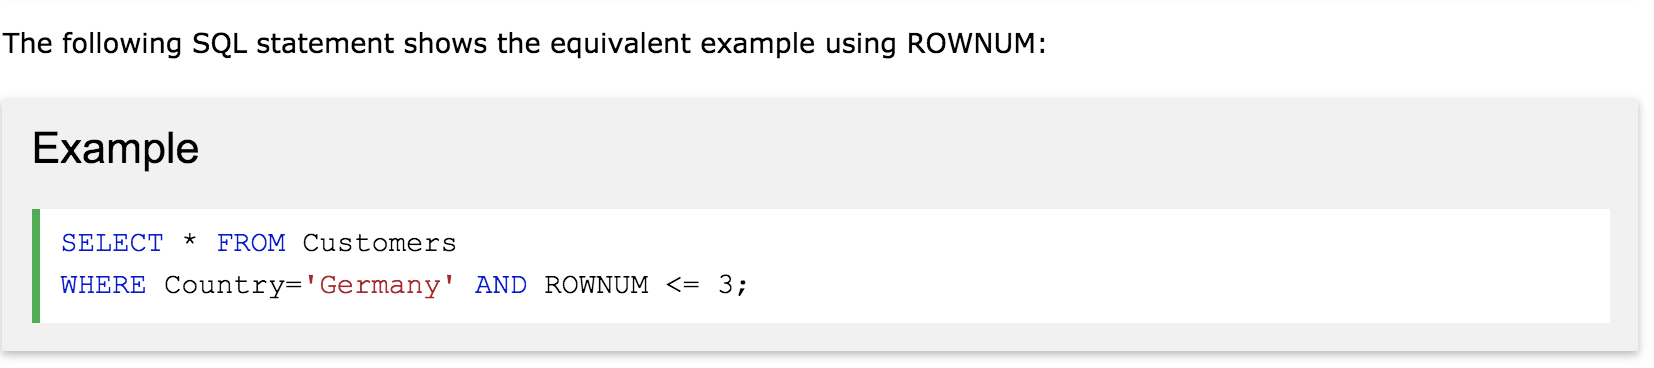 The following SQL statement shows the equivalent example using ROWNUM:
Example
SELECT * FROM Customers
WHERE Country='Germany' AND ROWNUM <= 3;